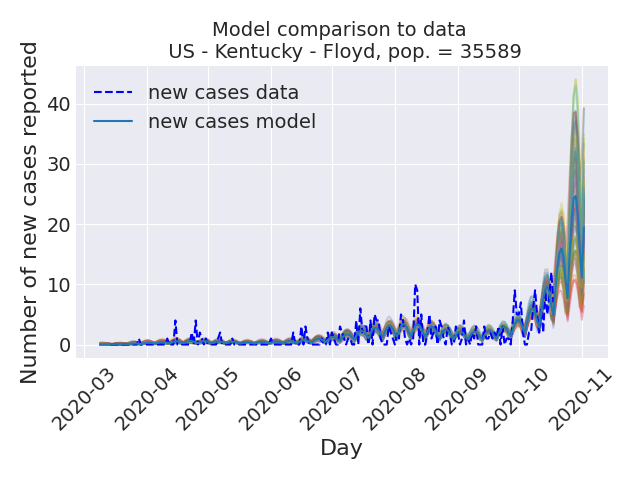 Model comparison to data
US - Kentucky - Floyd, pop. = 35589
new cases data
new cases model
Number of new cases reported
40
30
20
10
0
2020-03
2020-04
2020-05
2020-06
2020-07
2020-08
2020-09
2020-10
2020-11
Day